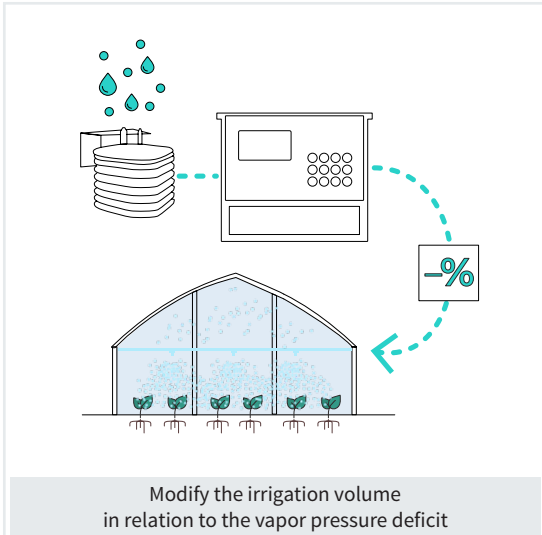 –%
Modify the irrigation volume
in relation to the vapor pressure deficit